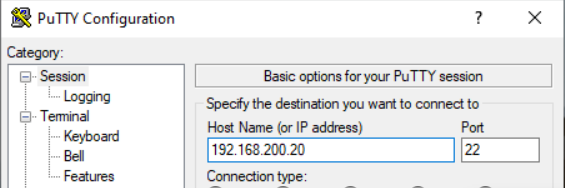 PuTTY Configuration ? X
Category:
Session
Logging
Terminal
Keyboard
Bell
Features
Basic options for your PuTTY session
Specify the destination you want to connect to
Host Name (or IP address) Port
192.168.200.20 22
Connection type: